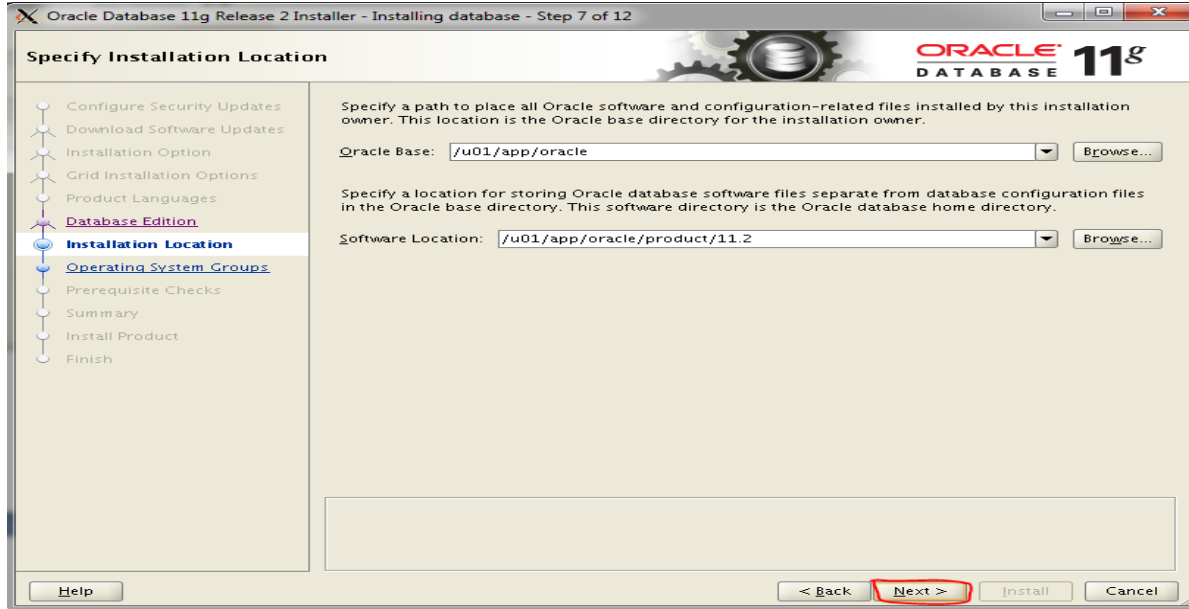 Oracle Database 11g Release 2 Installer - Installing database - Step 7 of 12
Specify Installation Location
ORACLE
DATABASE 11g
Configure Security Updates
Download Software Updates
Installation Option
Grid Installation Options
Product Languages
Database Edition
Installation Location
Operating System Groups
Prerequisite Checks
Summary
Install Product
Finish
Specify a path to place all Oracle software and configuration-related files installed by this installation
owner. This location is the Oracle base directory for the installation owner.
Oracle Base: /u01/app/oracle Browse...
Specify a location for storing Oracle database software files separate from database configuration files
in the Oracle base directory. This software directory is the Oracle database home directory.
Software Location: /u01/app/oracle/product/11.2 Browse...
Help < Back Next > Install Cancel